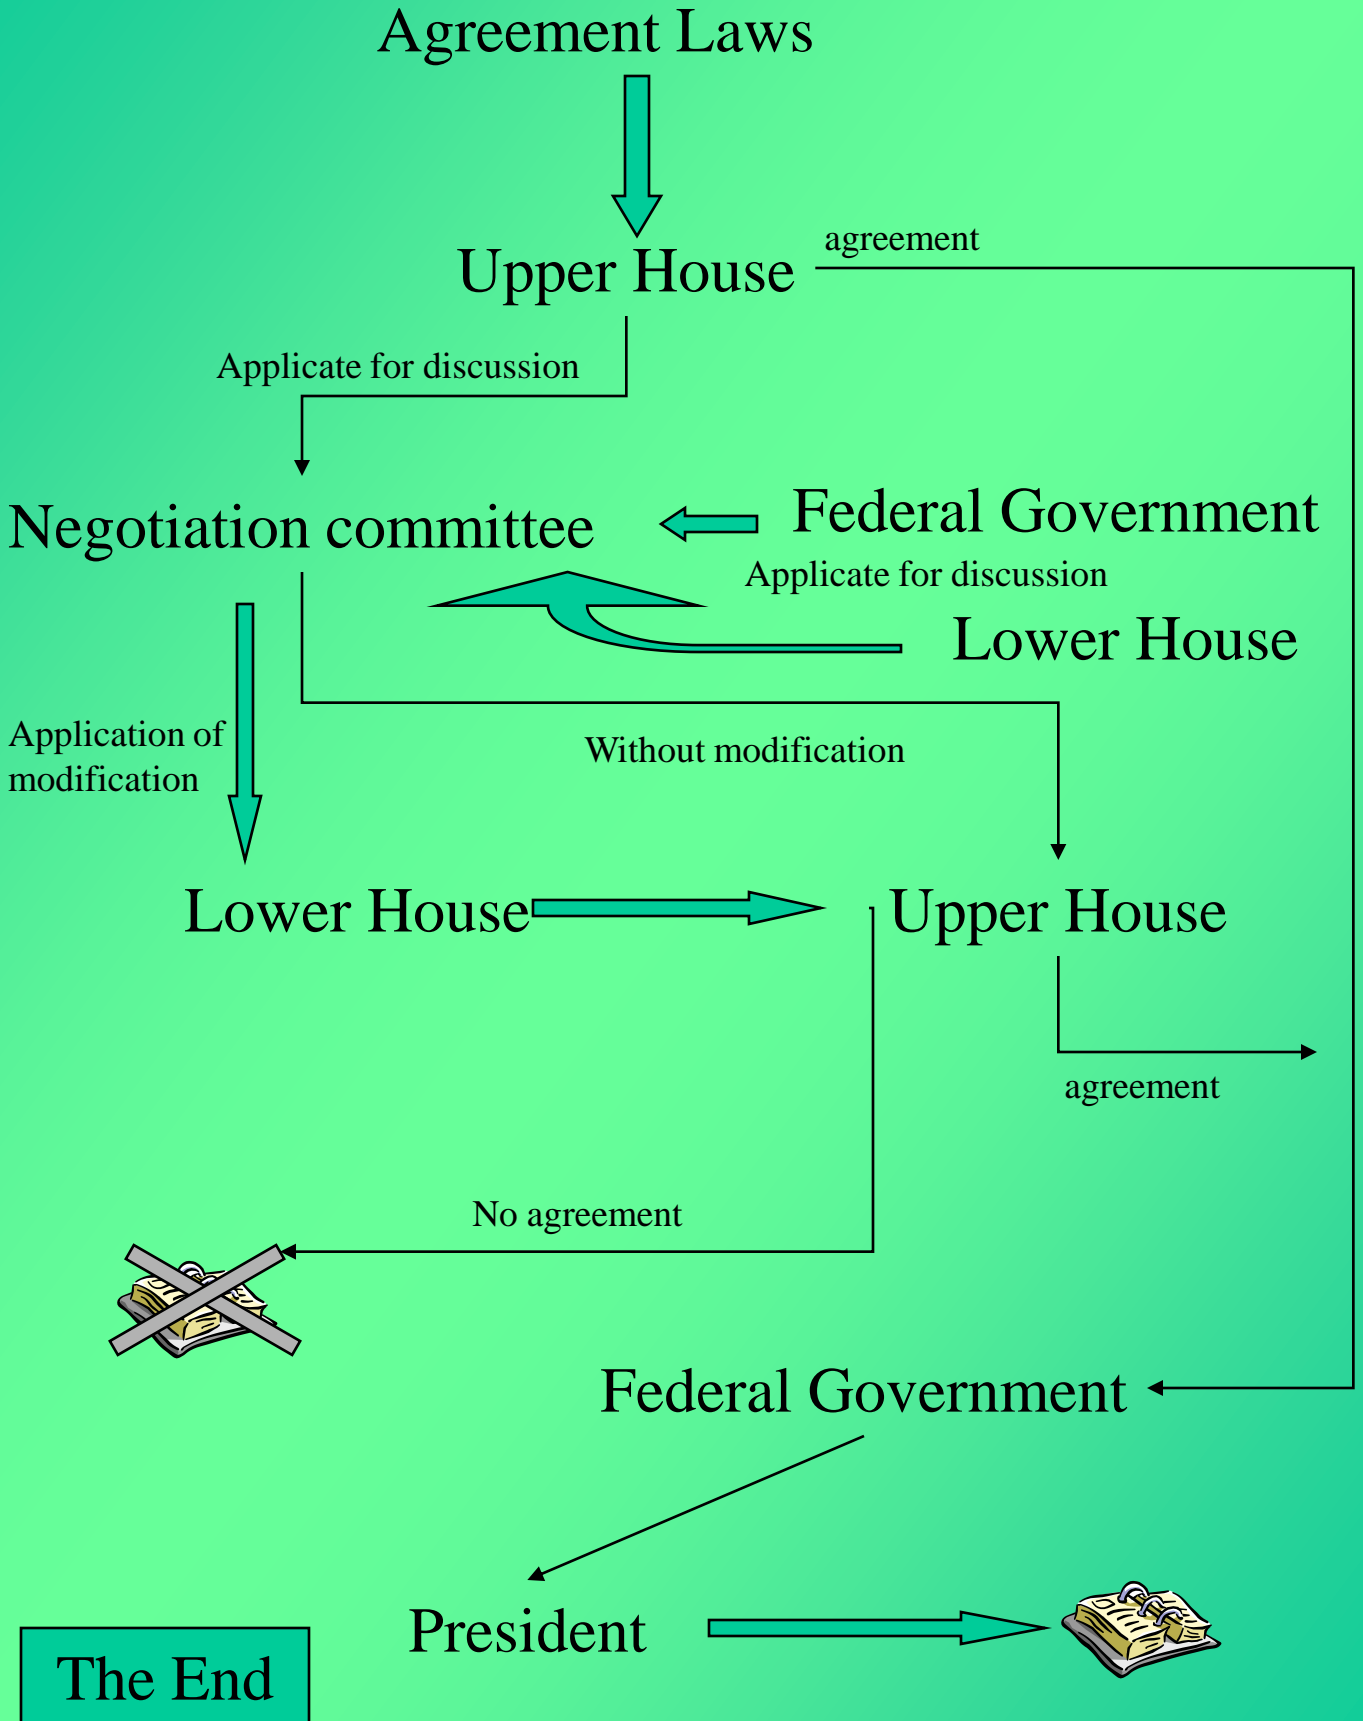 Agreement Laws
agreement
Upper House
Applicate for discussion
Federal Government
Negotiation committee
Applicate for discussion
Lower House
Application of
modification
Without modification
Lower House
Upper House
agreement
No agreement
Federal Government
President
The End